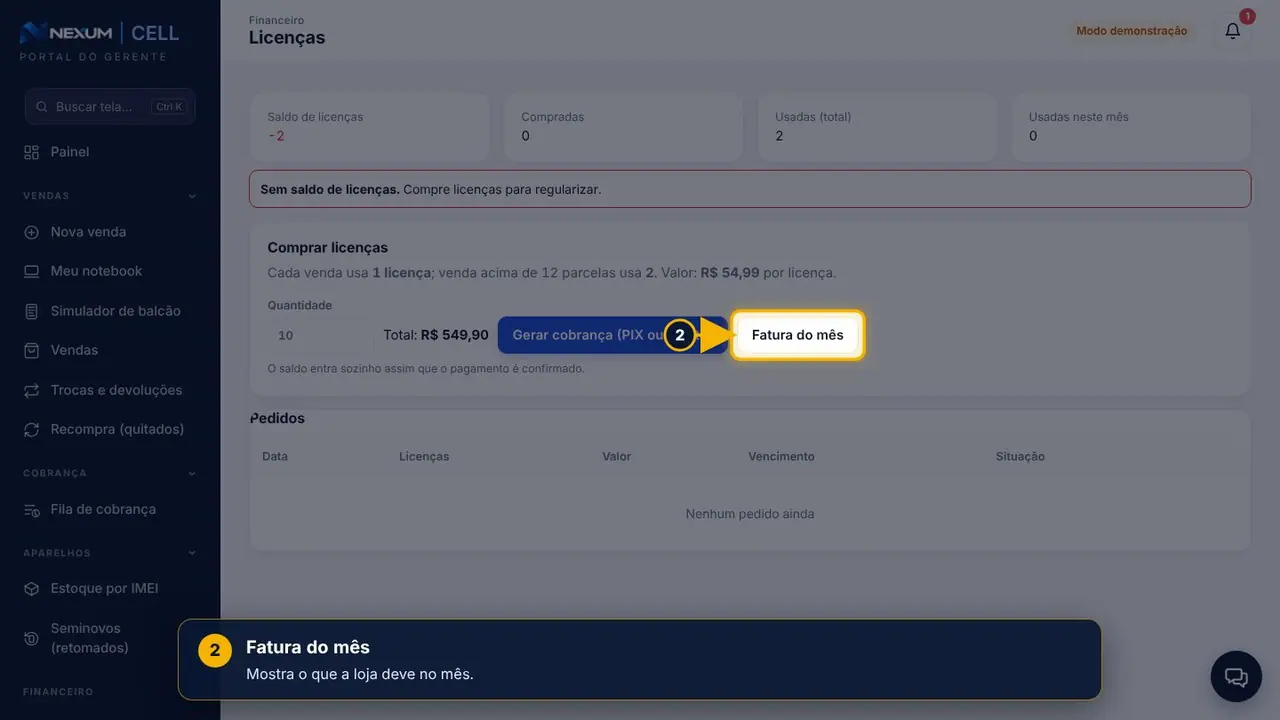 NEXUM | CELL
PORTAL DO GERENTE
Buscar tela... Ctrl K
Painel
VENDAS
Nova venda
Meu notebook
Simulador de balcão
Vendas
Trocas e devoluções
Recompra (quitados)
COBRANÇA
Fila de cobrança
APARELHOS
Estoque por IMEI
Seminovos
(retomados)
FINANCEIRO
Financeiro
Licenças
Modo demonstração
1
Saldo de licenças
-2
Compradas
0
Usadas (total)
2
Usadas neste mês
0
Sem saldo de licenças. Compre licenças para regularizar.
Comprar licenças
Cada venda usa 1 licença; venda acima de 12 parcelas usa 2. Valor: R$ 54,99 por licença.
Quantidade
10 Total: R$ 549,90 Gerar cobrança (PIX ou 2 Fatura do mês
O saldo entra sozinho assim que o pagamento é confirmado.
Pedidos
Data Licenças Valor Vencimento Situação
Nenhum pedido ainda
2 Fatura do mês
Mostra o que a loja deve no mês.